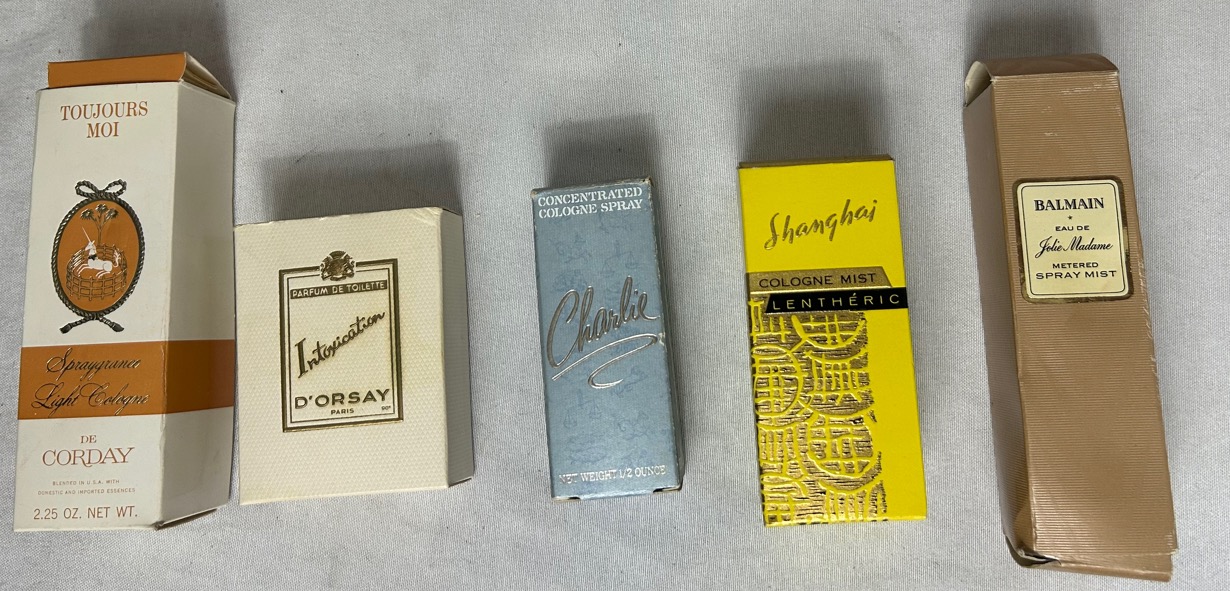 TOUJOURS
MOI
Spraygrance
Light Cologne
DE
CORDAY
BLENDED IN U.S.A. WITH
DOMESTIC AND IMPORTED ESSENCES
2.25 OZ. NET WT.
PARFUM DE TOILETTE
Intoxication
D'ORSAY
PARIS
90°
CONCENTRATED
COLOGNE SPRAY
Charlie
NET WEIGHT 1/2 OUNCE
Shanghai
COLOGNE MIST
LENTHÉRIC
BALMAIN
EAU DE
Jolie Madame
METERED
SPRAY MIST